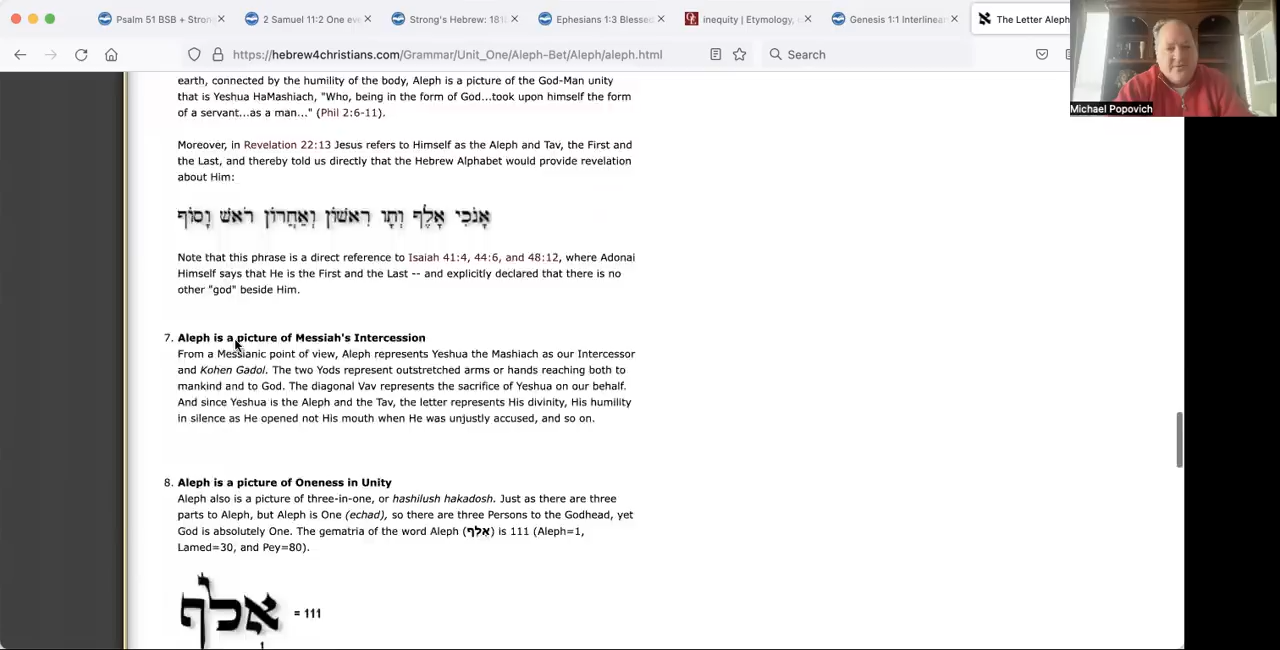 Psalm 51 BSB + Stron
2 Samuel 11:2 One eve
Strong's Hebrew: 181
Ephesians 1:3 Blessed
inequity | Etymology,
Genesis 1:1 Interlinear
The Letter Aleph
https://hebrew4christians.com/Grammar/Unit_One/Aleph-Bet/Aleph/aleph.html
Search
Michael Popovich
earth, connected by the humility of the body, Aleph is a picture of the God-Man unity
that is Yeshua HaMashiach, "Who, being in the form of God...took upon himself the form
of a servant...as a man..." (Phil 2:6-11).
Moreover, in Revelation 22:13 Jesus refers to Himself as the Aleph and Tav, the First and
the Last, and thereby told us directly that the Hebrew Alphabet would provide revelation
about Him:
אָנֹכִי אָלֶף וְתָו רִאשׁוֹן וְאַחֲרוֹן רֹאשׁ וָסוֹף
Note that this phrase is a direct reference to Isaiah 41:4, 44:6, and 48:12, where Adonai
Himself says that He is the First and the Last -- and explicitly declared that there is no
other "god" beside Him.
7. Aleph is a picture of Messiah's Intercession
From a Messianic point of view, Aleph represents Yeshua the Mashiach as our Intercessor
and Kohen Gadol. The two Yods represent outstretched arms or hands reaching both to
mankind and to God. The diagonal Vav represents the sacrifice of Yeshua on our behalf.
And since Yeshua is the Aleph and the Tav, the letter represents His divinity, His humility
in silence as He opened not His mouth when He was unjustly accused, and so on.
8. Aleph is a picture of Oneness in Unity
Aleph also is a picture of three-in-one, or hashilush hakadosh. Just as there are three
parts to Aleph, but Aleph is One (echad), so there are three Persons to the Godhead, yet
God is absolutely One. The gematria of the word Aleph (אלף) is 111 (Aleph=1,
Lamed=30, and Pey=80).
אלף = 111
1